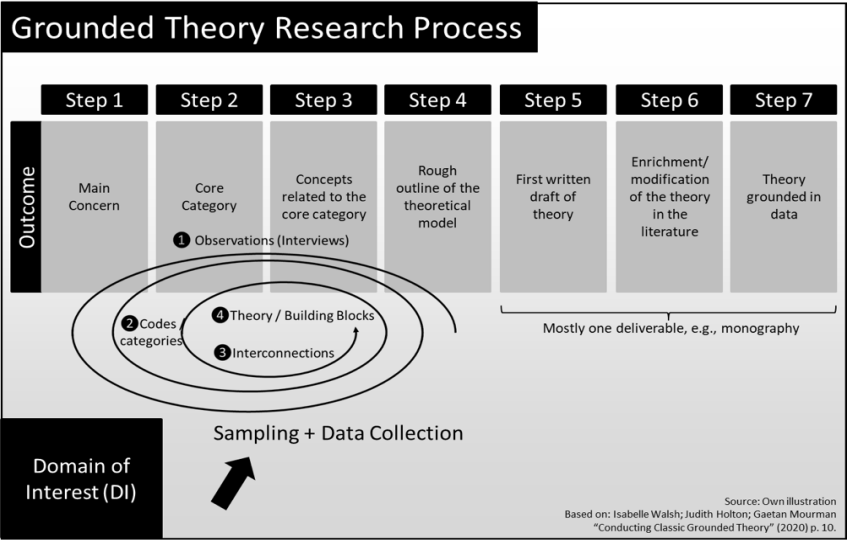 Grounded Theory Research Process
Step 1
Step 2
Step 3
Step 4
Step 5
Step 6
Step 7
Outcome
Main
Concern
Core
Category
Concepts
related to the
core category
Rough
outline of the
theoretical
model
First written
draft of
theory
Enrichment/
modification
of the theory
in the
literature
Theory
grounded in
data
1 Observations (Interviews)
2 Codes /
categories
4 Theory / Building Blocks
3 Interconnections
Mostly one deliverable, e.g., monography
Sampling + Data Collection
Domain of
Interest (DI)
Source: Own illustration
Based on: Isabelle Walsh; Judith Holton; Gaetan Mourman
“Conducting Classic Grounded Theory” (2020) p. 10.